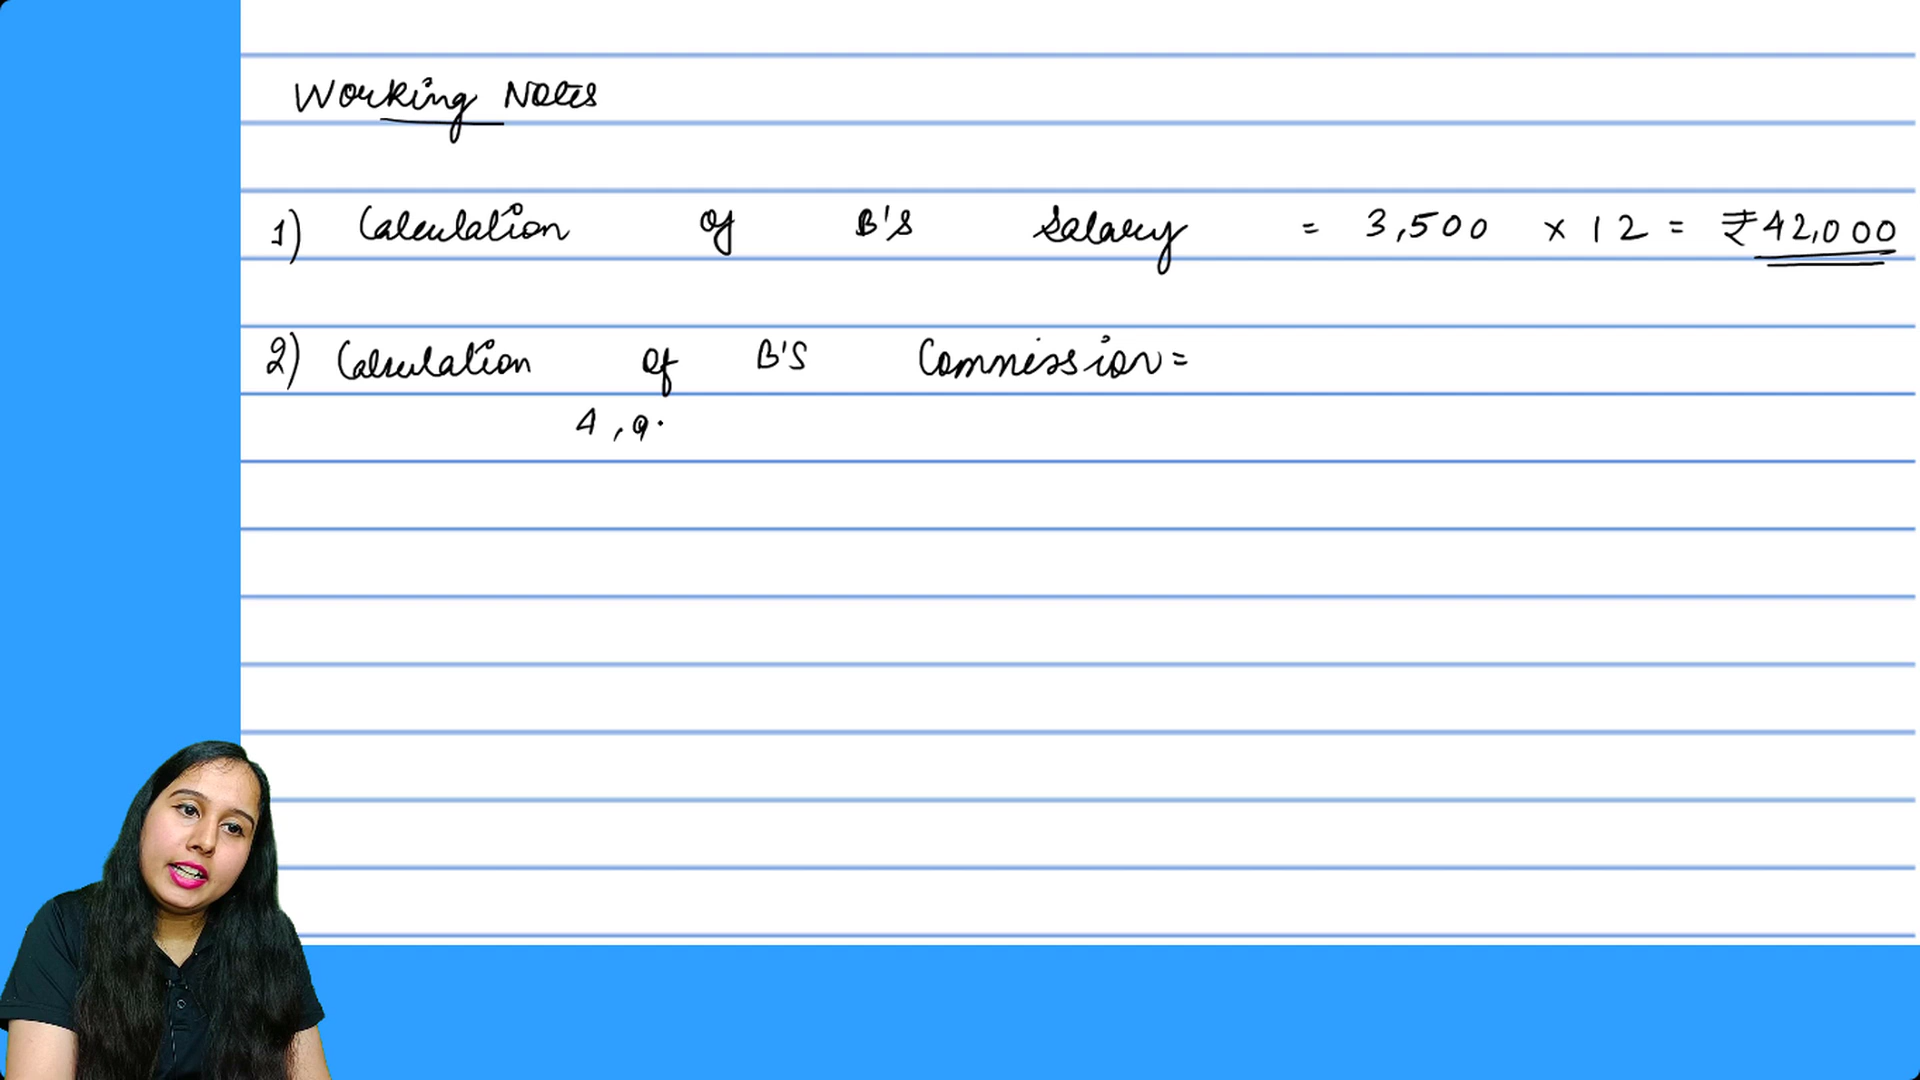 Working Notes
1) Calculation of B's Salary = 3,500 × 12 = ₹42,000
2) Calculation of B's Commission=
4,9.